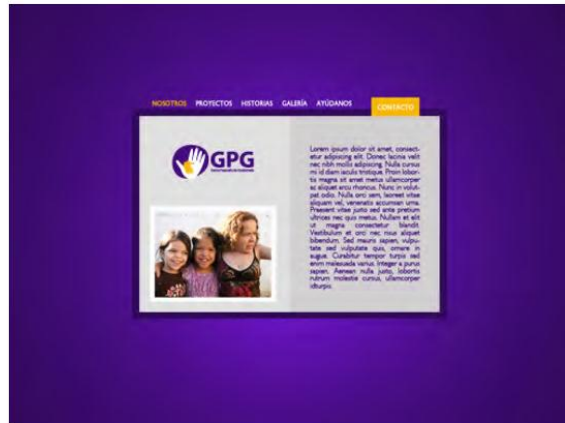 NOSOTROS PROYECTOS HISTORIAS GALERÍA AYÚDANOS CONTACTO
GPG
Lorem ipsum dolor sit amet, consect-
etur adipiscing elit. Donec lacinia velit
nec nibh mollis adipiscing. Nulla cursus
mi id diam iaculis tristique. Proin lobor-
tis magna sit amet metus ullamcorper
ac aliquet arcu rhoncus. Nunc in volut-
pat odio. Nulla orci sem, laoreet vitae
aliquam vel, venenatis accumsan urna.
Praesent vitae justo sed ante pretium
ultrices nec quis metus. Nullam et elit
ut magna consectetur blandit.
Vestibulum et orci nec risus aliquet
bibendum. Sed mauris sapien, vulpu-
tate sed vulputate quis, ornare in
augue. Curabitur tempor turpis sed
enim malesuada varius. Integer a purus
sapien. Aenean nulla justo, lobortis
rutrum molestie cursus, ullamcorper
idturpis.